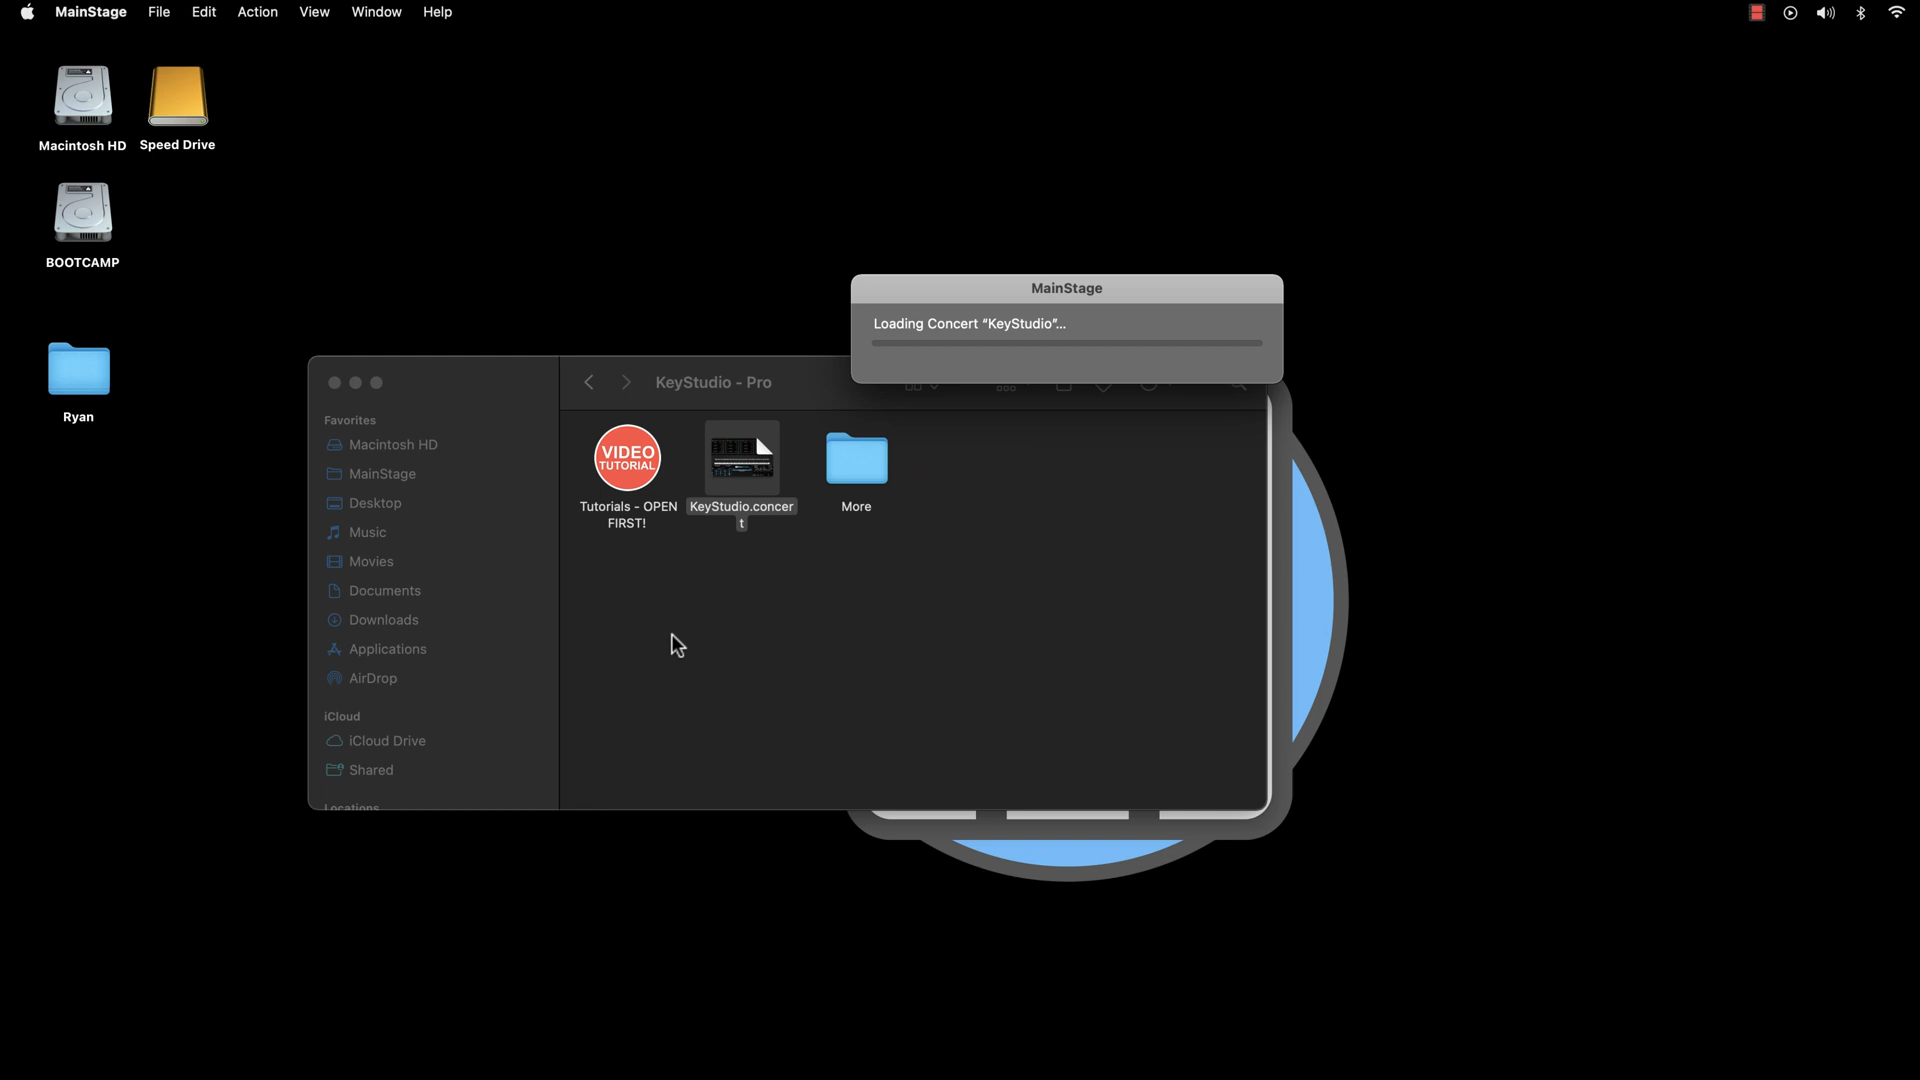 MainStage File Edit Action View Window Help
Macintosh HD
Speed Drive
BOOTCAMP
Ryan
MainStage
Loading Concert “KeyStudio”...
KeyStudio - Pro
Favorites
Macintosh HD
MainStage
Desktop
Music
Movies
Documents
Downloads
Applications
AirDrop
iCloud
iCloud Drive
Shared
Locations
VIDEO
TUTORIAL
Tutorials - OPEN
FIRST!
KeyStudio.concer
t
More